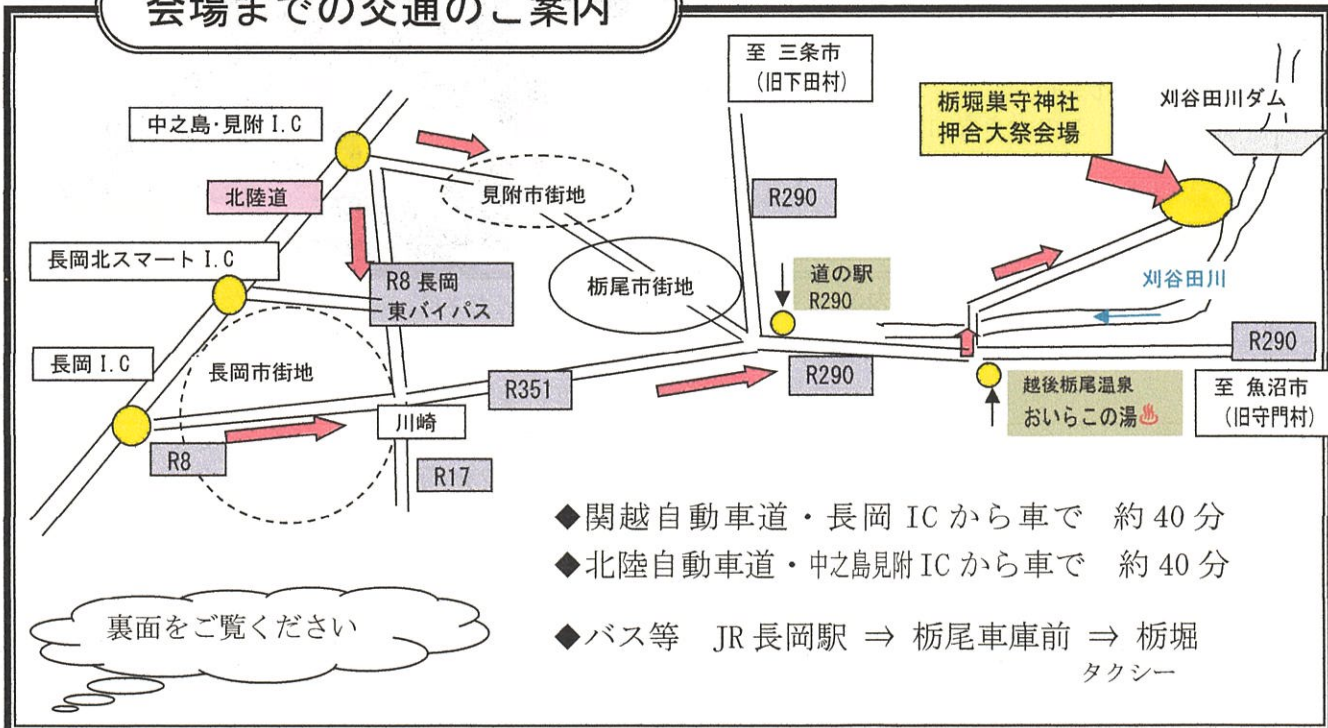 会場までの交通のご案内
至 三条市
(旧下田村)
栃堀巣守神社
押合大祭会場
刈谷田川ダム
中之島・見附 I.C
北陸道
見附市街地
R290
長岡北スマート I.C
R8 長岡
東バイパス
栃尾市街地
道の駅
R290
刈谷田川
長岡 I.C
長岡市街地
R351
R290
R290
越後栃尾温泉
おいらこの湯♨
至 魚沼市
(旧守門村)
川崎
R8
R17
◆関越自動車道・長岡 IC から車で 約 40 分
◆北陸自動車道・中之島見附 IC から車で 約 40 分
裏面をご覧ください
◆バス等 JR 長岡駅 ⇒ 栃尾車庫前 ⇒ 栃堀
タクシー